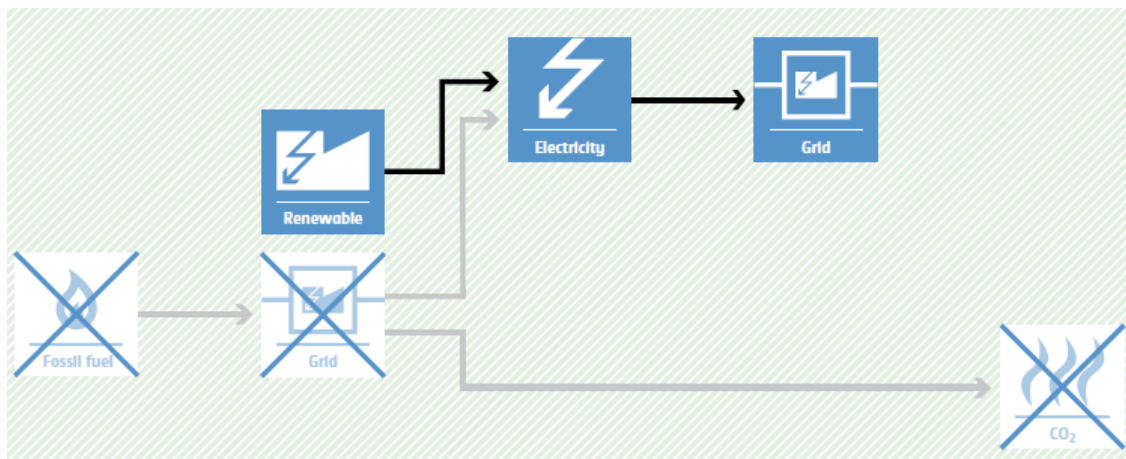 Electricity
Grid
Renewable
Fossil fuel
Grid
CO₂